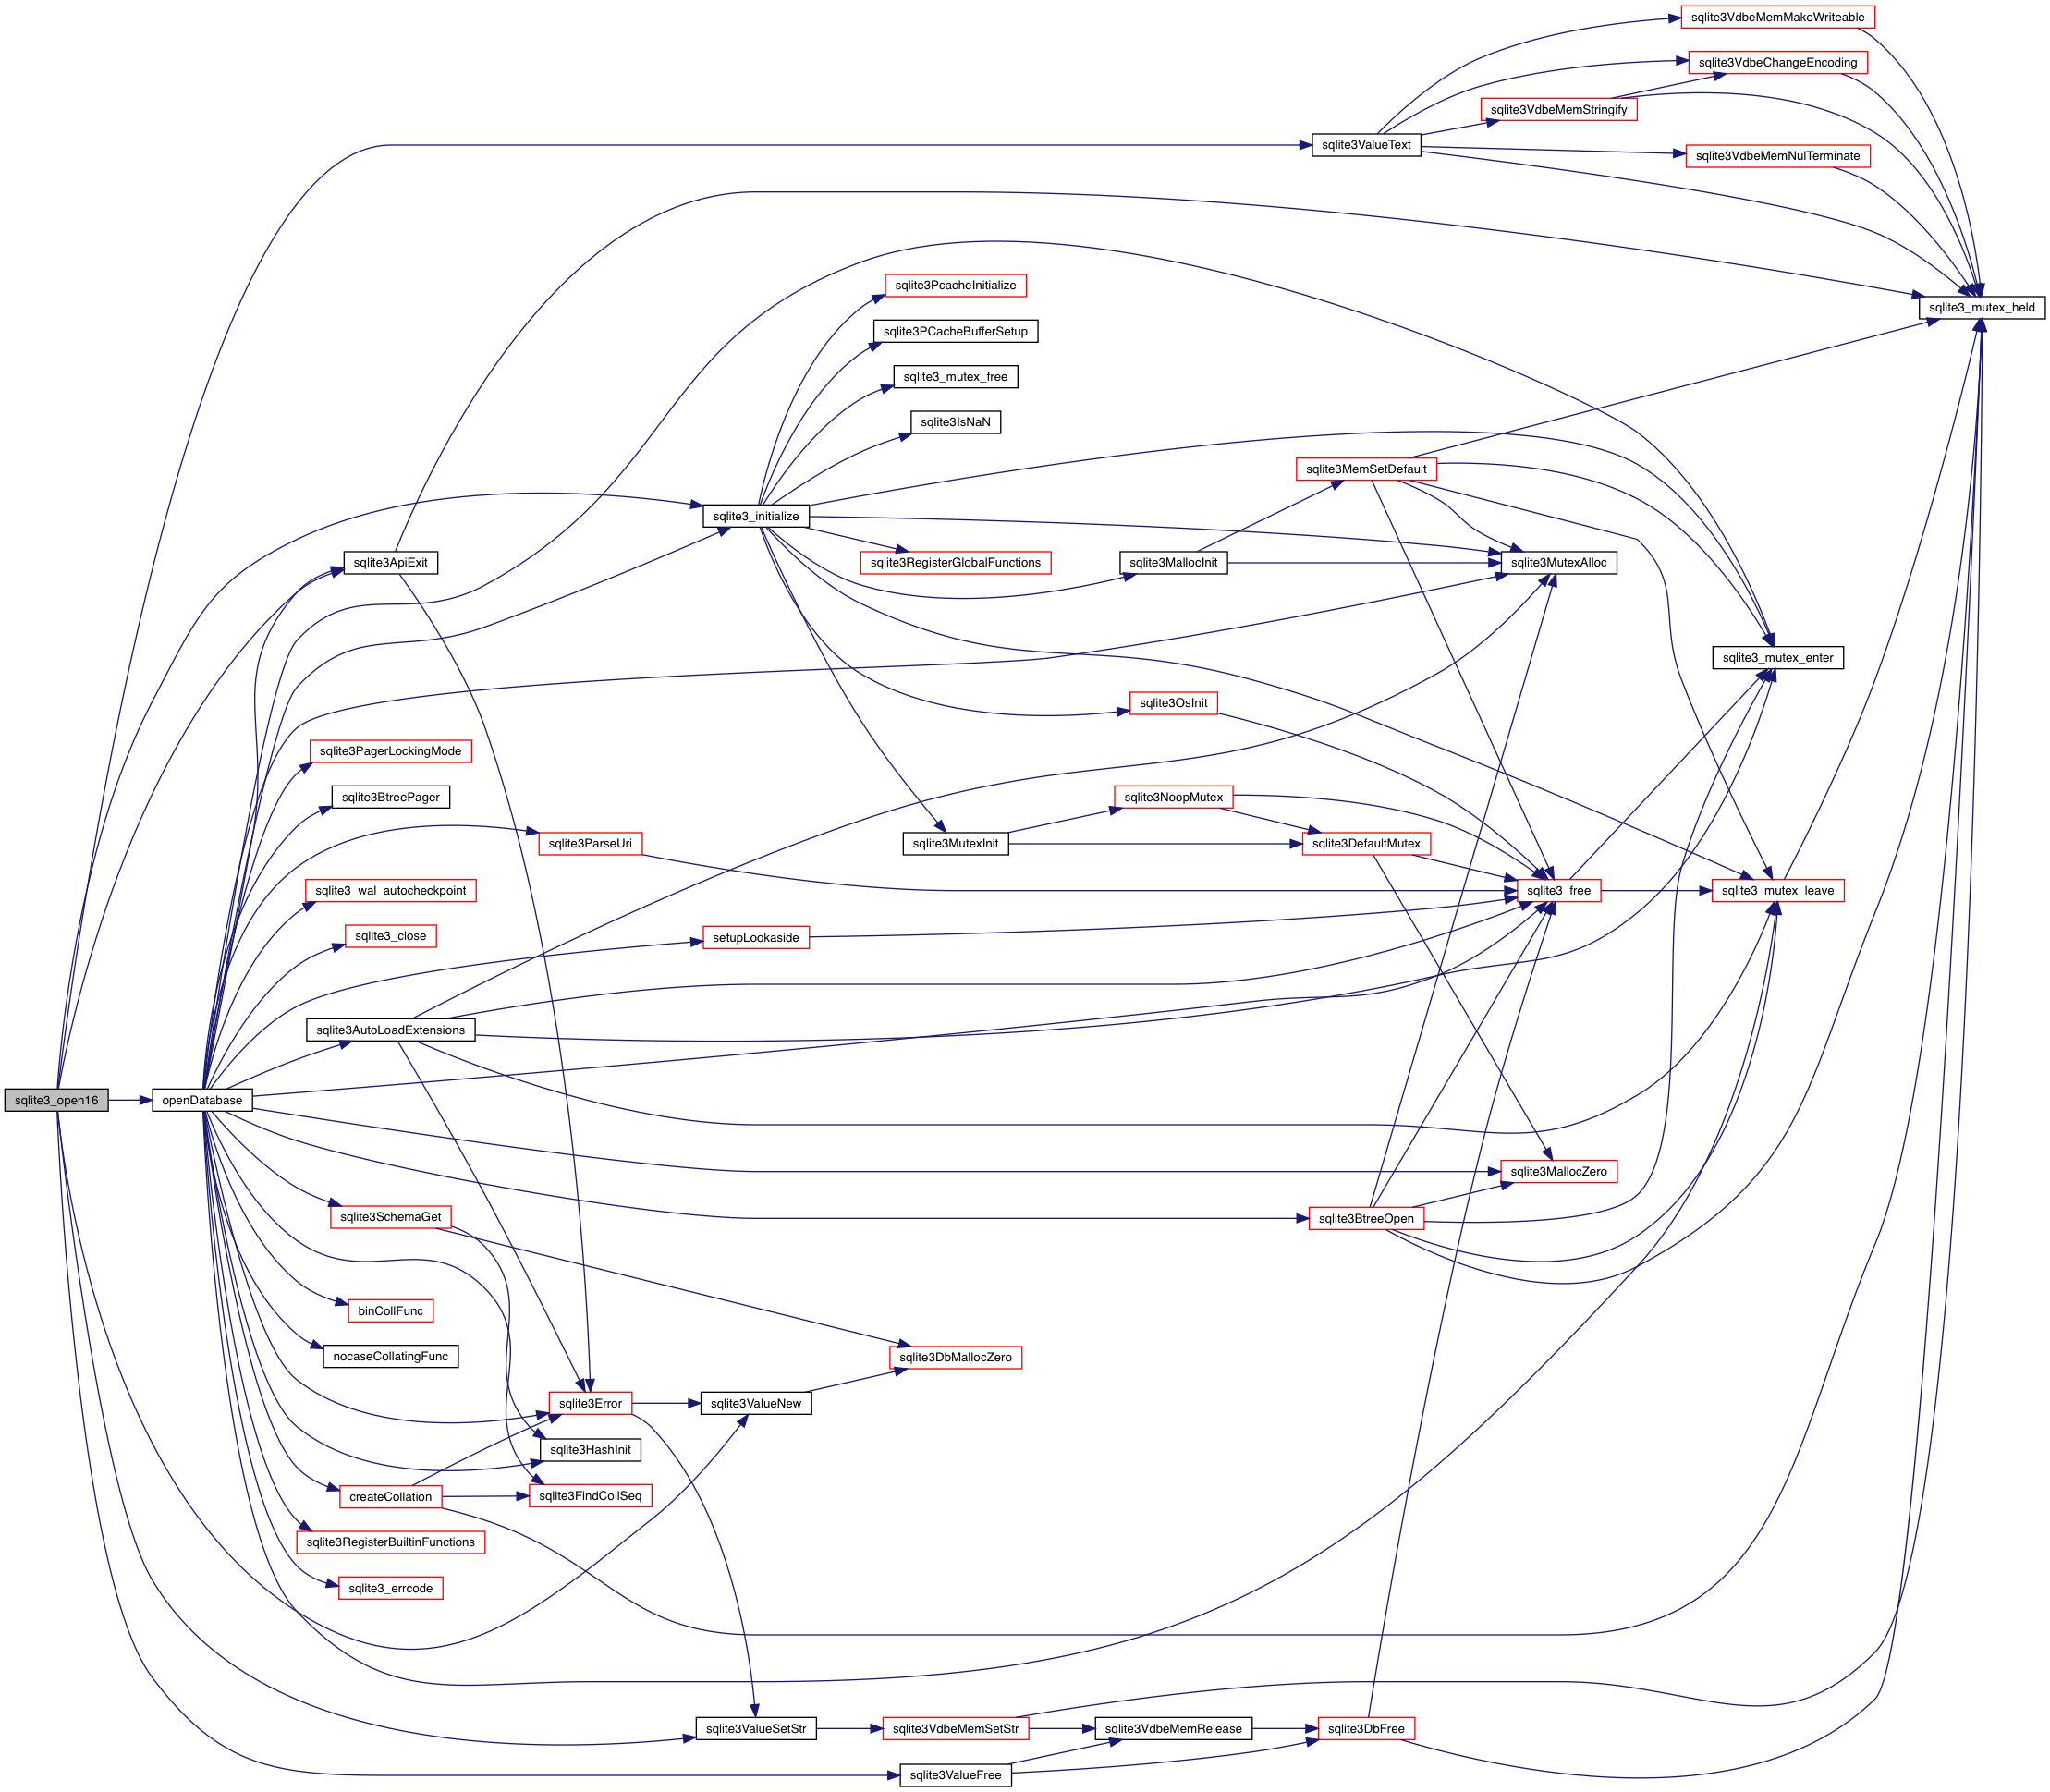 sqlite3VdbeMemMakeWriteable
sqlite3VdbeChangeEncoding
sqlite3VdbeMemStringify
sqlite3ValueText
sqlite3VdbeMemNulTerminate
sqlite3PcacheInitialize
sqlite3_mutex_held
sqlite3PCacheBufferSetup
sqlite3_mutex_free
sqlite3IsNaN
sqlite3MemSetDefault
sqlite3_initialize
sqlite3ApiExit
sqlite3RegisterGlobalFunctions
sqlite3MallocInit
sqlite3MutexAlloc
sqlite3_mutex_enter
sqlite3OsInit
sqlite3PagerLockingMode
sqlite3BtreePager
sqlite3NoopMutex
sqlite3ParseUri
sqlite3MutexInit
sqlite3DefaultMutex
sqlite3_wal_autocheckpoint
sqlite3_free
sqlite3_mutex_leave
sqlite3_close
setupLookaside
sqlite3AutoLoadExtensions
sqlite3_open16
openDatabase
sqlite3MallocZero
sqlite3SchemaGet
sqlite3BtreeOpen
binCollFunc
nocaseCollatingFunc
sqlite3DbMallocZero
sqlite3Error
sqlite3ValueNew
sqlite3HashInit
createCollation
sqlite3FindCollSeq
sqlite3RegisterBuiltinFunctions
sqlite3_errcode
sqlite3ValueSetStr
sqlite3VdbeMemSetStr
sqlite3VdbeMemRelease
sqlite3DbFree
sqlite3ValueFree